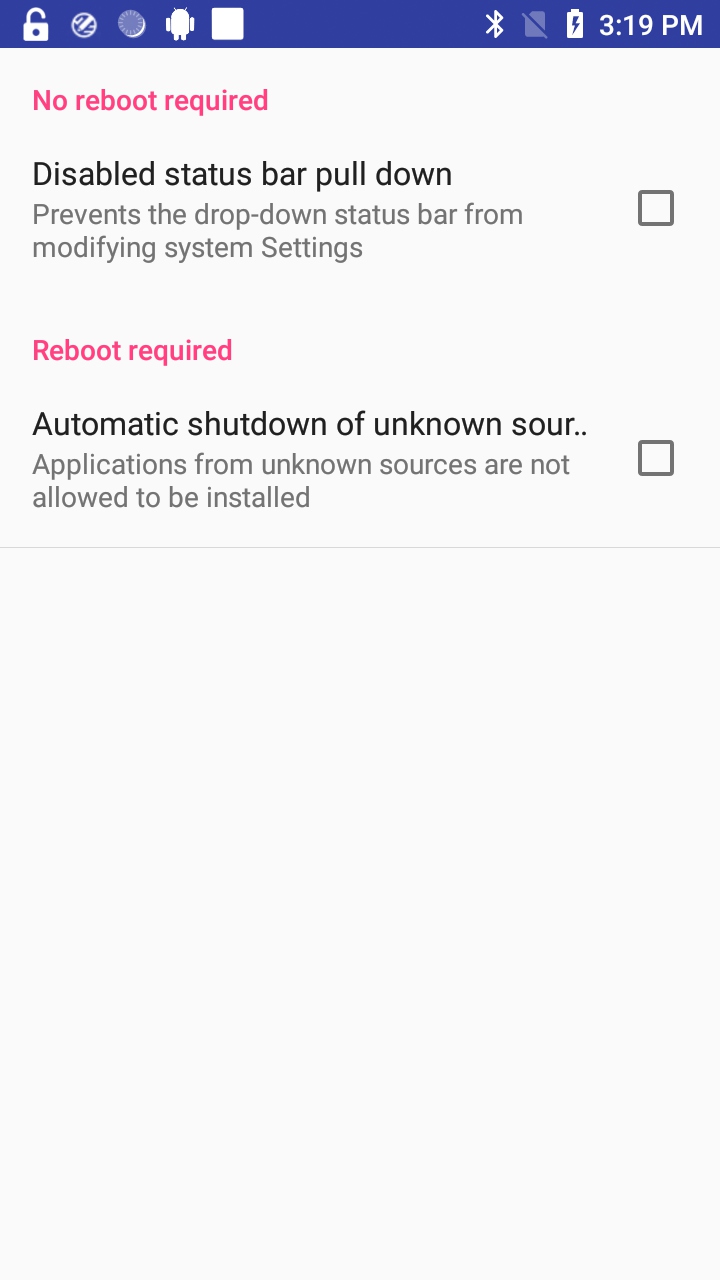 3:19 PM
No reboot required
Disabled status bar pull down
Prevents the drop-down status bar from
modifying system Settings
Reboot required
Automatic shutdown of unknown sour..
Applications from unknown sources are not
allowed to be installed